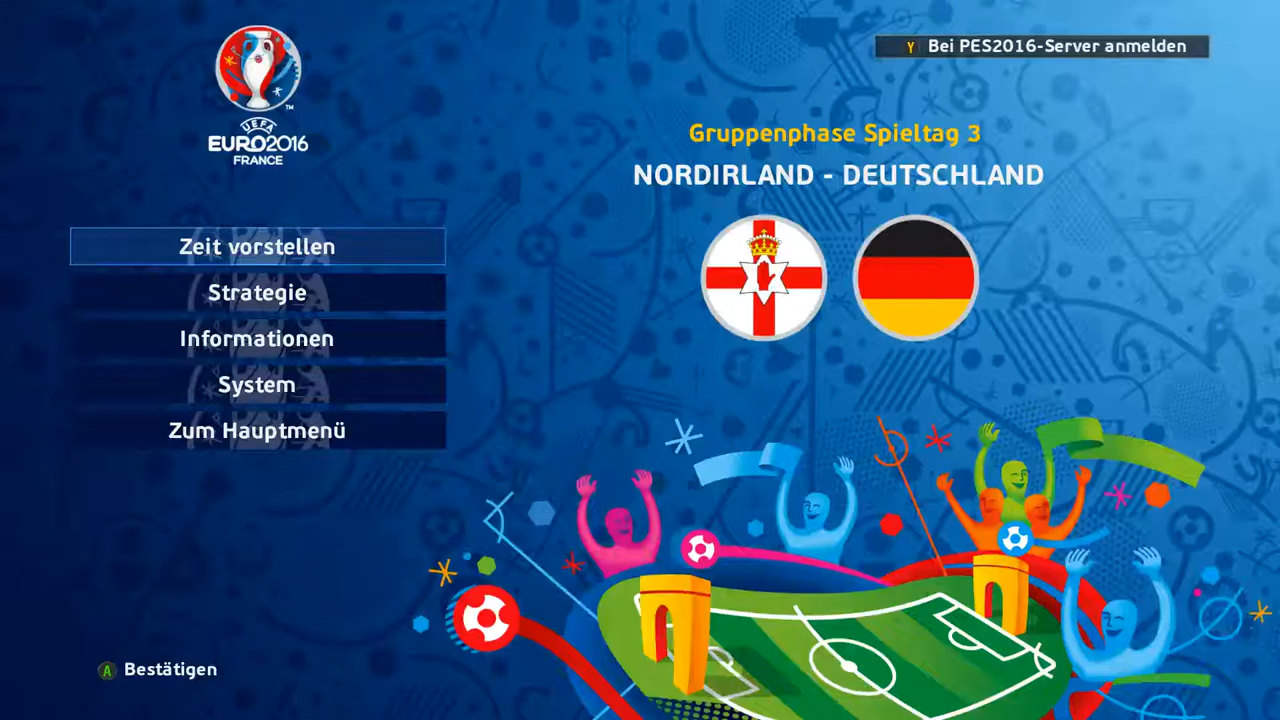 UEFA
EURO2016
FRANCE
TM
Y Bei PES2016-Server anmelden
Gruppenphase Spieltag 3
NORDIRLAND - DEUTSCHLAND
Zeit vorstellen
Strategie
Informationen
System
Zum Hauptmenü
A Bestätigen